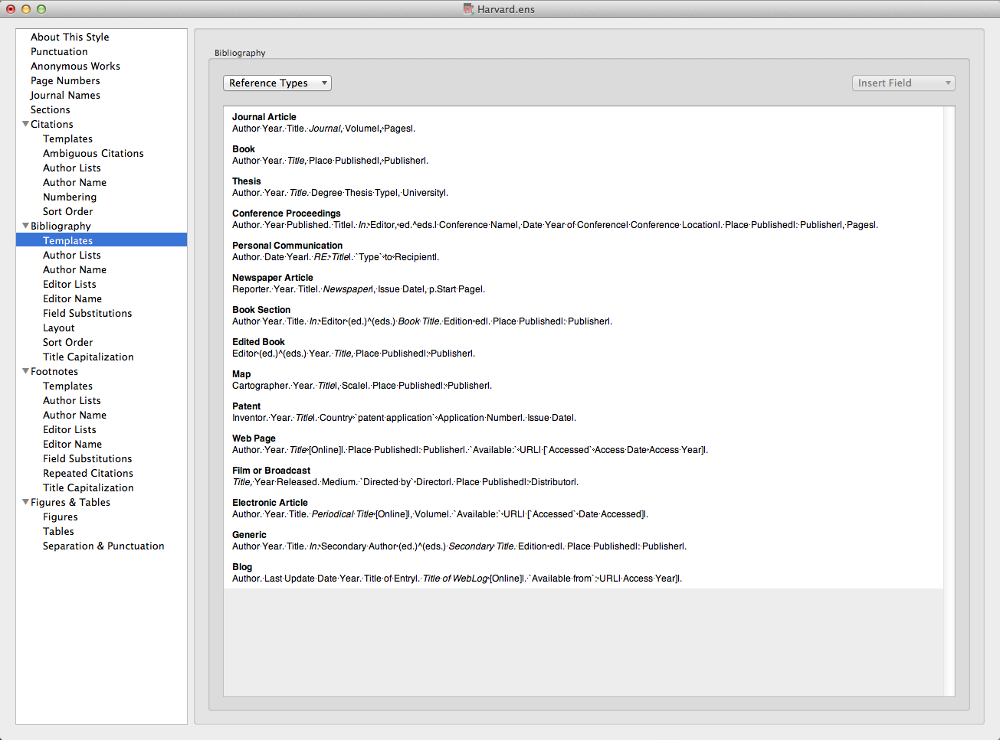 Harvard.ens
About This Style
Punctuation
Anonymous Works
Page Numbers
Journal Names
Sections
Citations
Templates
Ambiguous Citations
Author Lists
Author Name
Numbering
Sort Order
Bibliography
Templates
Author Lists
Author Name
Editor Lists
Editor Name
Field Substitutions
Layout
Sort Order
Title Capitalization
Footnotes
Templates
Author Lists
Author Name
Editor Lists
Editor Name
Field Substitutions
Repeated Citations
Title Capitalization
Figures & Tables
Figures
Tables
Separation & Punctuation
Bibliography
Reference Types
Insert Field
Journal Article
Author·Year.·Title.·Journal,·Volume|,·Pages|.
Book
Author·Year.·Title,·Place·Published|,·Publisher|.
Thesis
Author.·Year.·Title.·Degree·Thesis·Type|,·University|.
Conference Proceedings
Author.·Year·Published.·Title|.·In:·Editor,·ed.^eds.|·Conference·Name|,·Date·Year·of·Conference|·Conference·Location|.·Place·Published|:·Publisher|,·Pages|.
Personal Communication
Author.·Date·Year|.·RE:·Title|.·`Type`·to·Recipient|.
Newspaper Article
Reporter.·Year.·Title|.·Newspaper|,·Issue·Date|,·p.Start·Page|.
Book Section
Author·Year.·Title.·In:·Editor·(ed.)^(eds.)·Book·Title.·Edition·ed|.·Place·Published|:·Publisher|.
Edited Book
Editor·(ed.)^(eds.)·Year.·Title,·Place·Published|:·Publisher|.
Map
Cartographer.·Year.·Title|,·Scale|.·Place·Published|:·Publisher|.
Patent
Inventor.·Year.·Title|.·Country·`patent·application`·Application·Number|.·Issue·Date|.
Web Page
Author.·Year.·Title·[Online]|.·Place·Published|:·Publisher|.·`Available:`·URL|·[`Accessed`·Access·Date·Access·Year]|.
Film or Broadcast
Title,·Year·Released.·Medium.·`Directed·by`·Director|.·Place·Published|:·Distributor|.
Electronic Article
Author.·Year.·Title.·Periodical·Title·[Online]|,·Volume|.·`Available:`·URL|·[`Accessed`·Date·Accessed]|.
Generic
Author·Year.·Title.·In:·Secondary·Author·(ed.)^(eds.)·Secondary·Title.·Edition·ed|.·Place·Published|:·Publisher|.
Blog
Author.·Last·Update·Date·Year.·Title·of·Entry|.·Title·of·WebLog·[Online]|.·`Available·from`:·URL|·Access·Year]|.